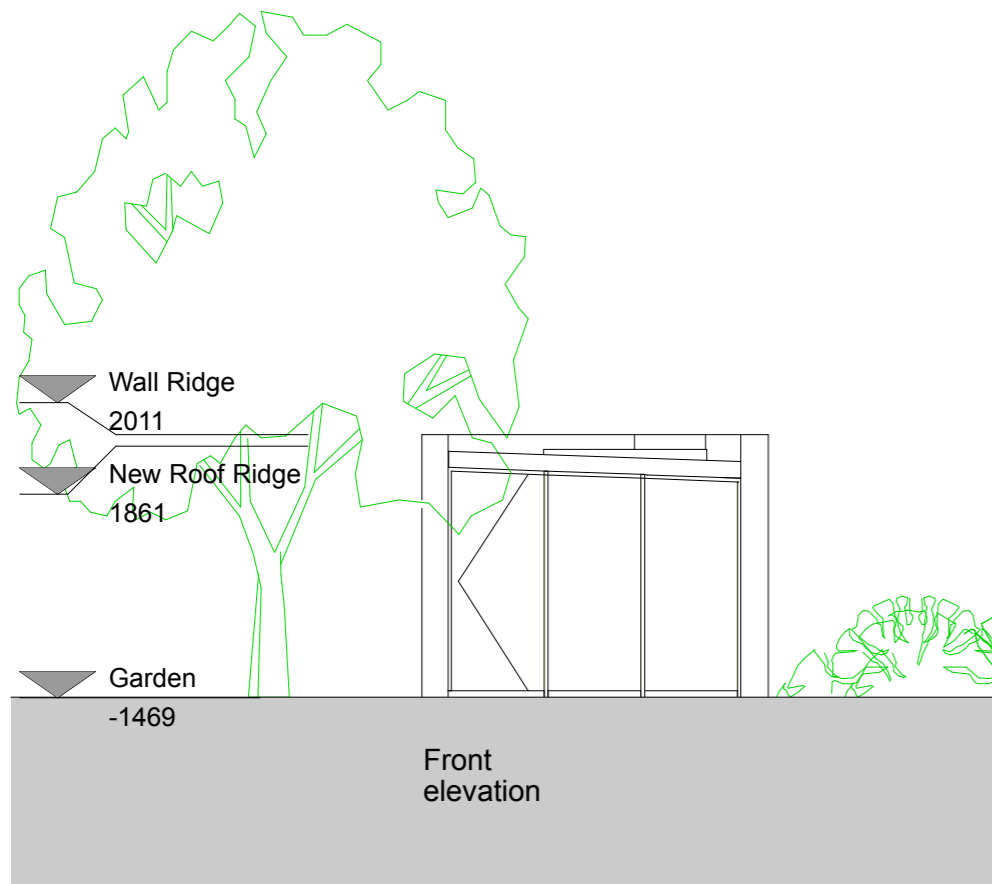 Wall Ridge
2011
New Roof Ridge
1861
Garden
-1469
Front
elevation